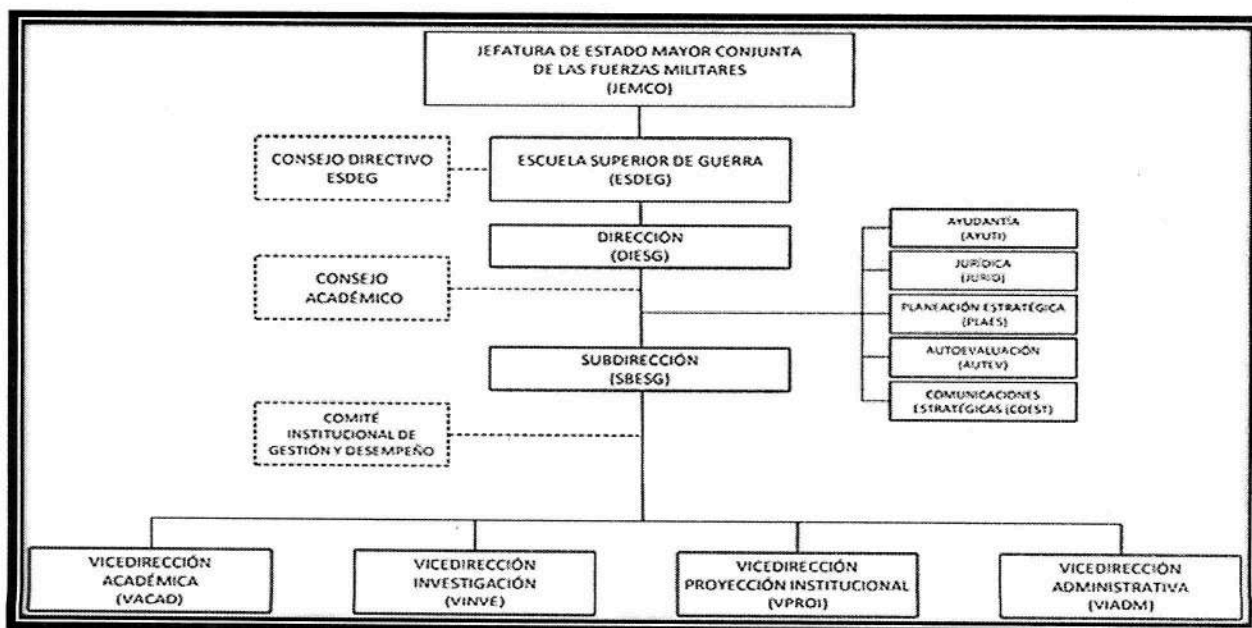 JEFATURA DE ESTADO MAYOR CONJUNTA
DE LAS FUERZAS MILITARES
(JEMCO)
CONSEJO DIRECTIVO
ESDEG
ESCUELA SUPERIOR DE GUERRA
(ESDEG)
DIRECCIÓN
(DIESG)
AYUDANTÍA
(AYUTI)
JURÍDICA
(JURID)
PLANEACIÓN ESTRATÉGICA
(PLAES)
AUTOEVALUACIÓN
(AUTEV)
COMUNICACIONES
ESTRATÉGICAS (COEST)
CONSEJO
ACADÉMICO
SUBDIRECCIÓN
(SBESG)
COMITÉ
INSTITUCIONAL DE
GESTIÓN Y DESEMPEÑO
VICEDIRECCIÓN
ACADÉMICA
(VACAD)
VICEDIRECCIÓN
INVESTIGACIÓN
(VINVE)
VICEDIRECCIÓN
PROYECCIÓN INSTITUCIONAL
(VPROI)
VICEDIRECCIÓN
ADMINISTRATIVA
(VIADM)